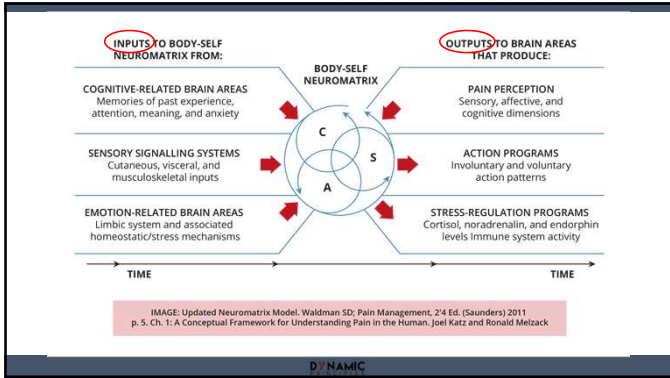 INPUTS TO BODY-SELF
NEUROMATRIX FROM:
COGNITIVE-RELATED BRAIN AREAS
Memories of past experience,
attention, meaning, and anxiety
SENSORY SIGNALLING SYSTEMS
Cutaneous, visceral, and
musculoskeletal inputs
EMOTION-RELATED BRAIN AREAS
Limbic system and associated
homeostatic/stress mechanisms
BODY-SELF
NEUROMATRIX
C
S
A
OUTPUTS TO BRAIN AREAS
THAT PRODUCE:
PAIN PERCEPTION
Sensory, affective, and
cognitive dimensions
ACTION PROGRAMS
Involuntary and voluntary
action patterns
STRESS-REGULATION PROGRAMS
Cortisol, noradrenalin, and endorphin
levels Immune system activity
TIME
TIME
IMAGE: Updated Neuromatrix Model. Waldman SD; Pain Management, 2'4 Ed. (Saunders) 2011
p. 5. Ch. 1: A Conceptual Framework for Understanding Pain in the Human. Joel Katz and Ronald Melzack
DYNAMIC
PRINCIPLES